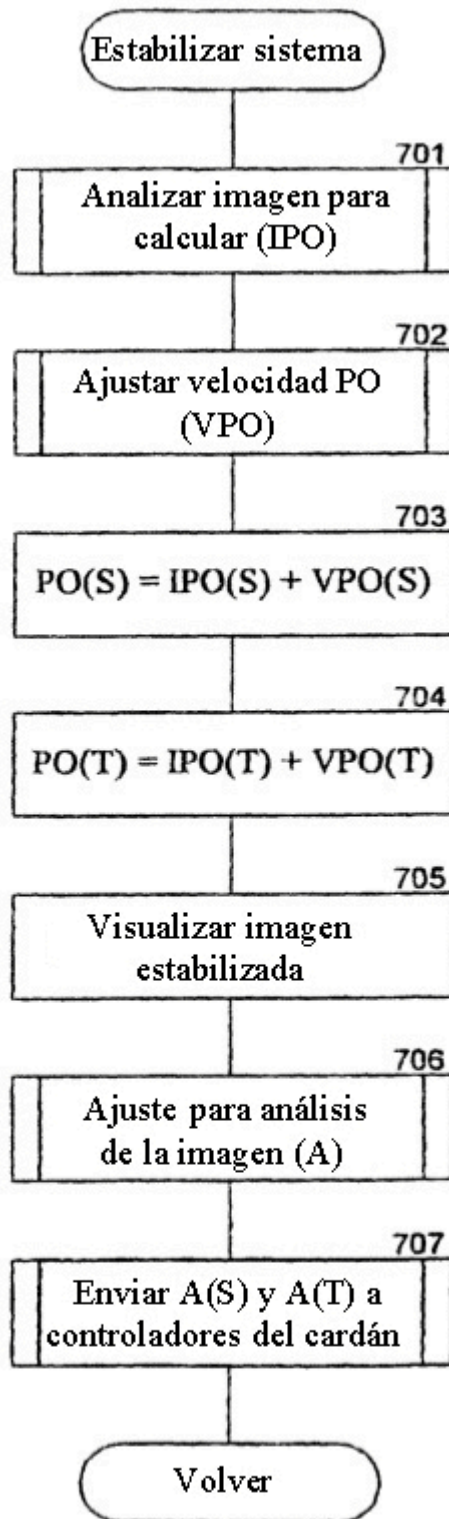 Estabilizar sistema
701
Analizar imagen para
calcular (IPO)
702
Ajustar velocidad PO
(VPO)
703
PO(S) = IPO(S) + VPO(S)
704
PO(T) = IPO(T) + VPO(T)
705
Visualizar imagen
estabilizada
706
Ajuste para análisis
de la imagen (A)
707
Enviar A(S) y A(T) a
controladores del cardán
Volver